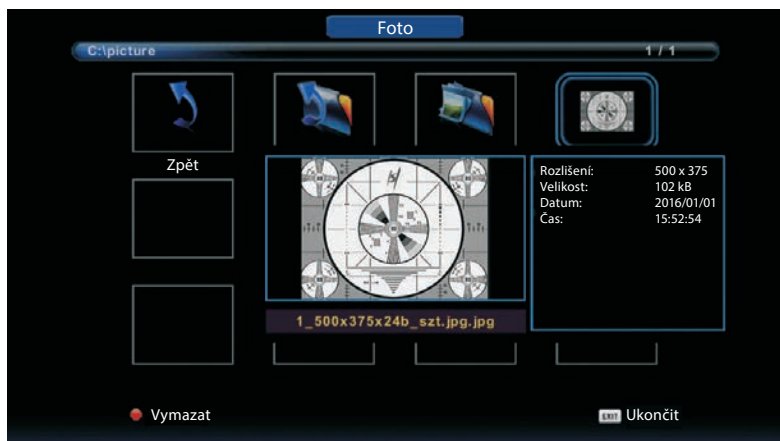 Foto
C:\picture
1 / 1
Zpět
Rozlišení: 500 x 375
Velikost: 102 kB
Datum: 2016/01/01
Čas: 15:52:54
1_500x375x24b_szt.jpg.jpg
Vymazat
EXIT Ukončit